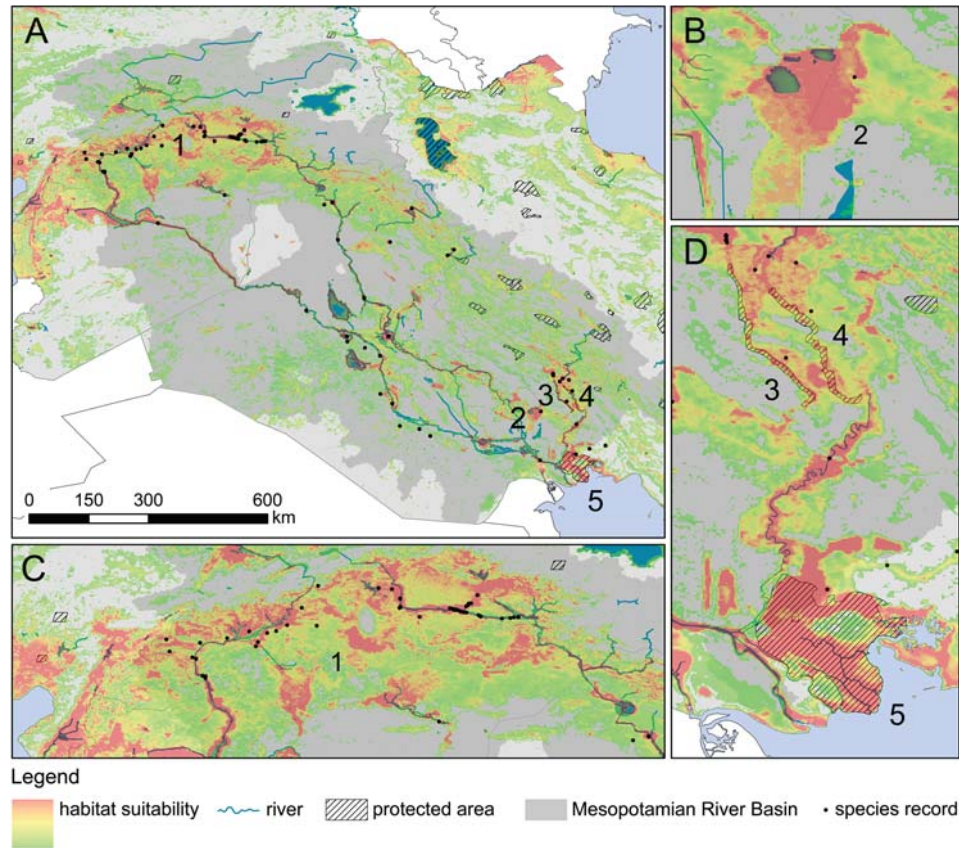 A
1
2
3
4
5
0 150 300 600
km
B
2
C
1
D
4
3
5
Legend
habitat suitability river protected area Mesopotamian River Basin species record